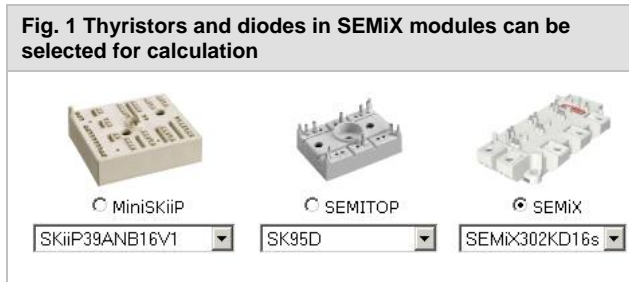 Fig. 1 Thyristors and diodes in SEMiX modules can be
selected for calculation
MiniSKiiP
SEMITOP
SEMiX
SKiiP39ANB16V1
SK95D
SEMiX302KD16s